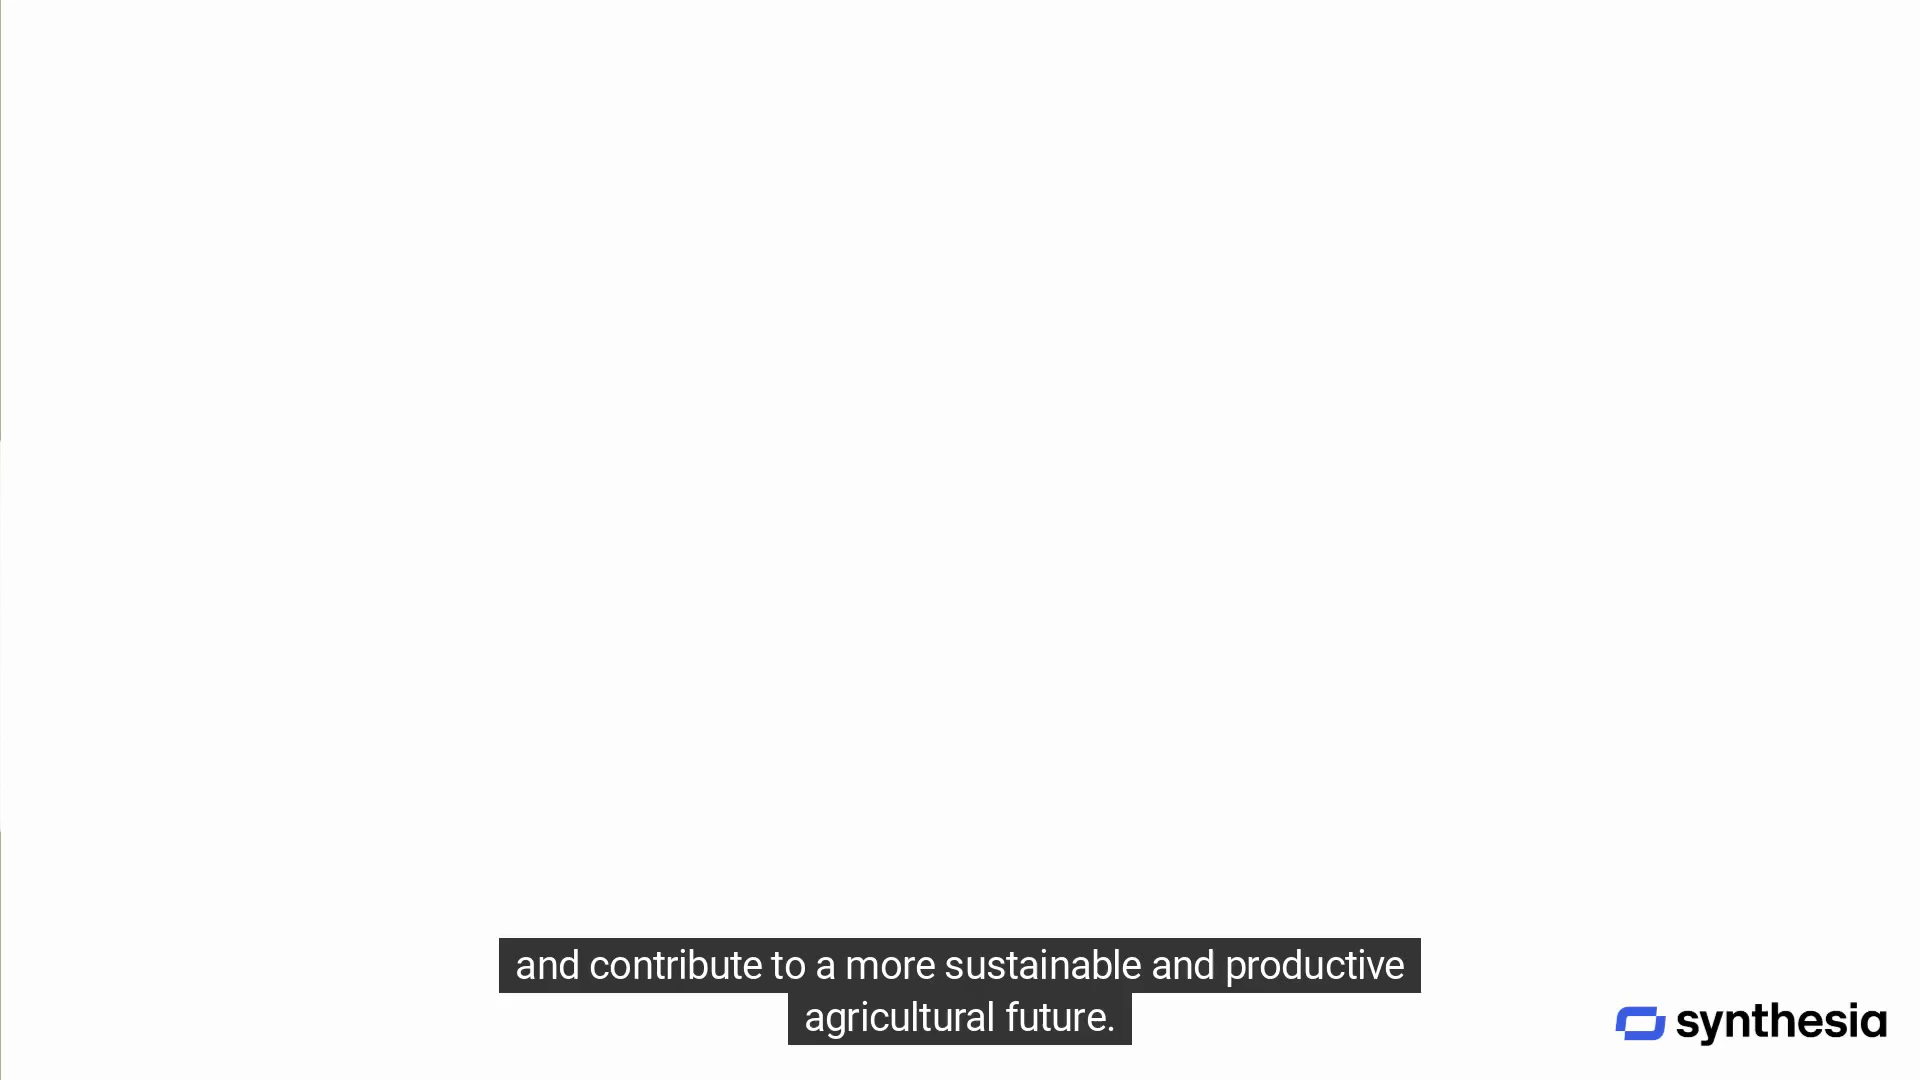 and contribute to a more sustainable and productive
agricultural future.
synthesia